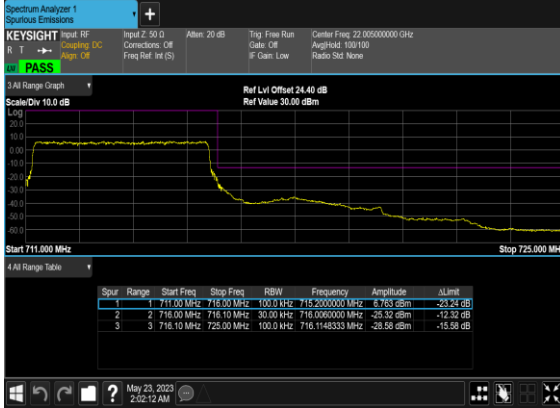 Spectrum Analyzer 1
Spurious Emissions
+
KEYSIGHT Input: RF Input Z: 50 Ω Atten: 20 dB Trig: Free Run Center Freq: 22.005000000 GHz
R T Coupling: DC Corrections: Off Gate: Off Avg|Hold: 100/100
Align: Off Freq Ref: Int (S) IF Gain: Low Radio Std: None
PASS
3 All Range Graph
Ref Lvl Offset 24.40 dB
Scale/Div 10.0 dB Ref Value 30.00 dBm
Log
20.0
10.0
0.00
-10.0
-20.0
-30.0
-40.0
-50.0
-60.0
Start 711.000 MHz Stop 725.000 MH
4 All Range Table
Spur Range Start Freq Stop Freq RBW Frequency Amplitude ΔLimit
1 1 711.00 MHz 716.00 MHz 100.0 kHz 715.2000000 MHz 6.763 dBm -23.24 dB
2 2 716.00 MHz 716.10 MHz 30.00 kHz 716.0060000 MHz -25.32 dBm -12.32 dB
3 3 716.10 MHz 725.00 MHz 100.0 kHz 716.1148333 MHz -28.58 dBm -15.58 dB
? May 23, 2023
2:02:12 AM